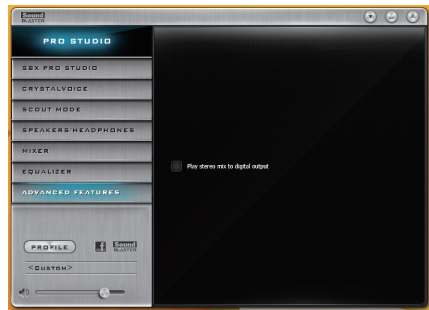 Sound
BLASTER
PRO STUDIO
SBX PRO STUDIO
CRYSTALVOICE
SCOUT MODE
SPEAKERS/HEADPHONES
MIXER
EQUALIZER
ADVANCED FEATURES
Play stereo mix to digital output
PROFILE
f
Sound
BLASTER
<CUSTOM>